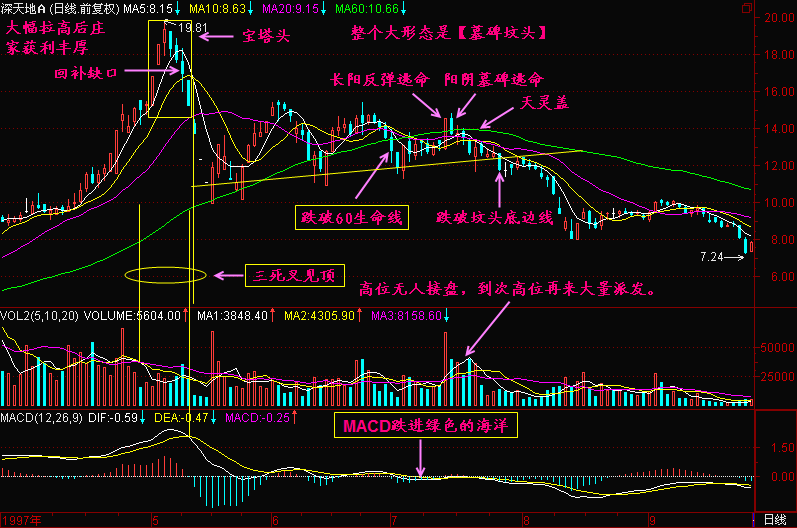 深天地A (日线.前复权) MA5:8.15↓ MA10:8.63↓ MA20:9.15↓ MA60:10.66↓
20.00
大幅拉高后庄
家获利丰厚
19.81
宝塔头
整个大形态是【墓碑坟头】
18.00
回补缺口
长阳反弹逃命
阳阴墓碑逃命
16.00
天灵盖
14.00
12.00
跌破60生命线
跌破坟头底边线
10.00
8.00
7.24
三死叉见顶
6.00
高位无人接盘，到次高位再来大量派发。
VOL2(5,10,20) VOLUME:5604.00↑ MA1:3848.40↑ MA2:4305.90↑ MA3:8158.60↓
50000
25000
MACD(12,26,9) DIF:-0.59↓ DEA:-0.47↓ MACD:-0.25↑
MACD跌进绿色的海洋
1.50
0.00
1997年 5 6 7 8 9 日线